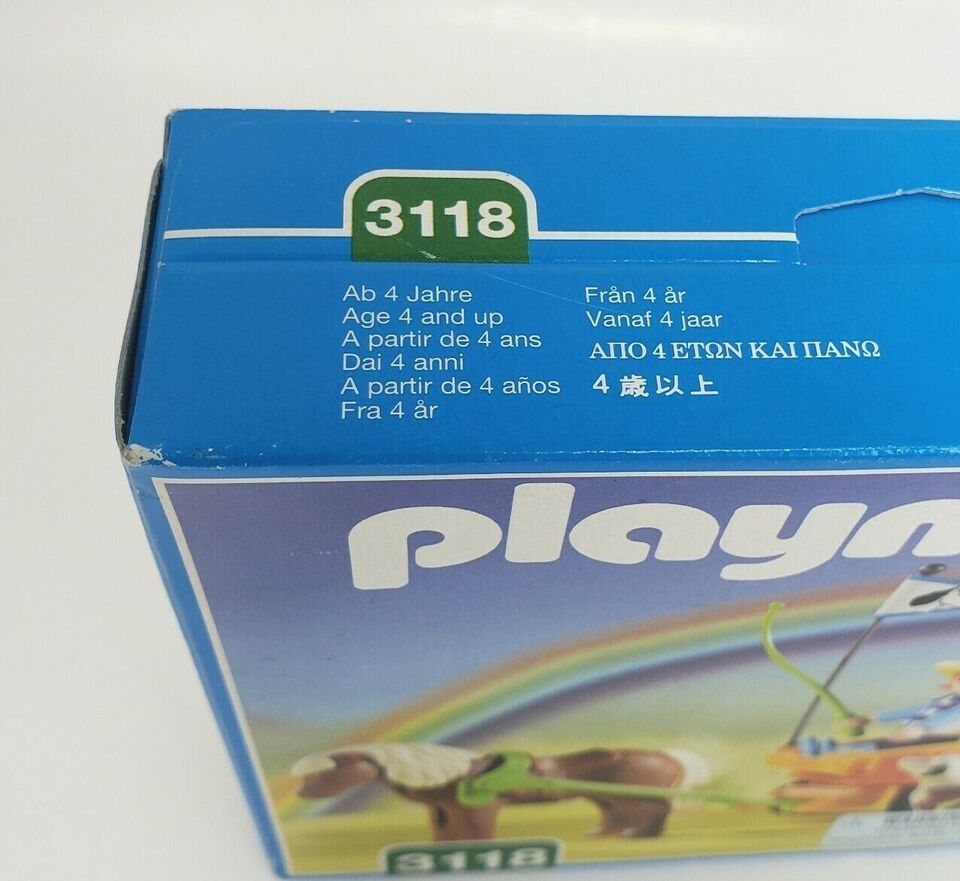 3118
Ab 4 Jahre
Age 4 and up
A partir de 4 ans
Dai 4 anni
A partir de 4 años
Fra 4 år
Från 4 år
Vanaf 4 jaar
ΑΠΟ 4 ΕΤΩΝ ΚΑΙ ΠΑΝΩ
4 歳以上
playm
3118